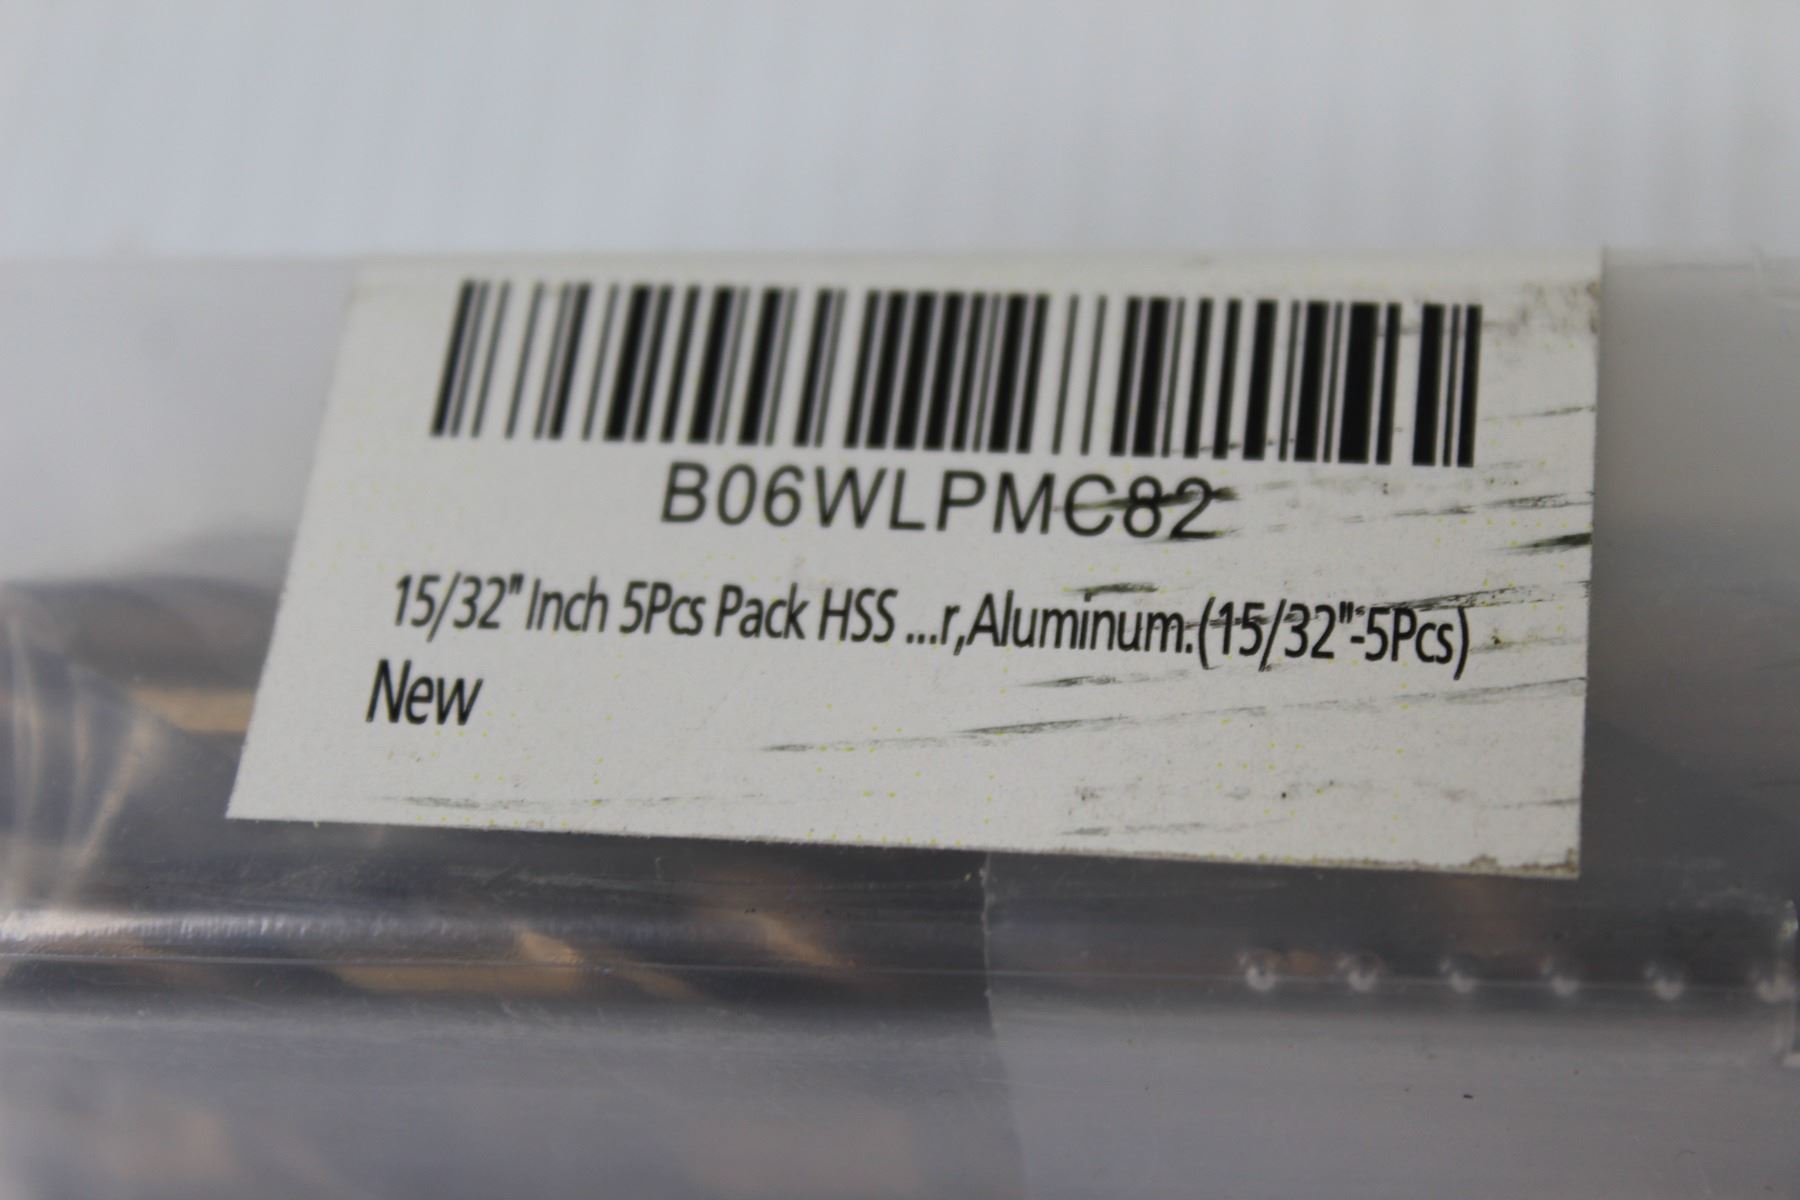 B06WLPMC82
15/32" Inch 5Pcs Pack HSS ...r,Aluminum.(15/32"-5Pcs)
New